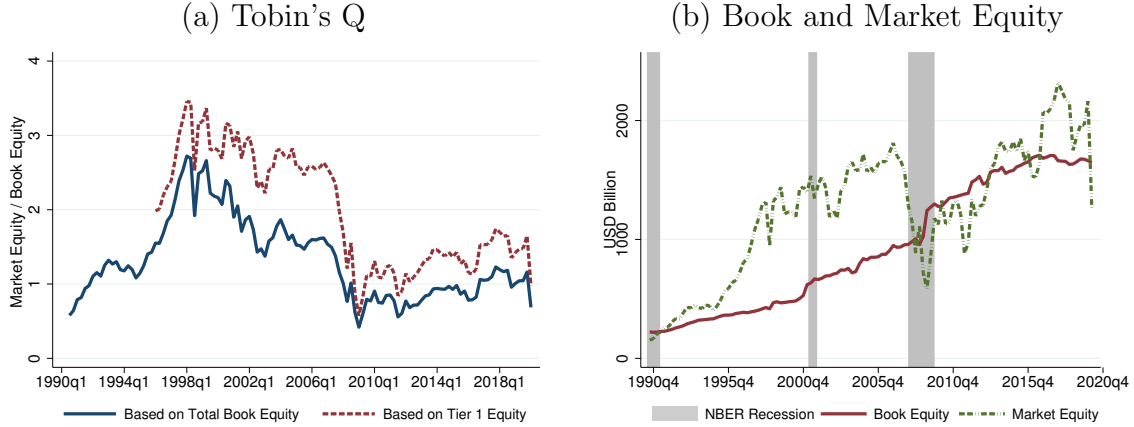 (a) Tobin's Q
Market Equity / Book Equity
4
3
2
1
0
1990q1 1994q1 1998q1 2002q1 2006q1 2010q1 2014q1 2018q1
Based on Total Book Equity Based on Tier 1 Equity
(b) Book and Market Equity
USD Billion
2000
1000
0
1990q4 1995q4 2000q4 2005q4 2010q4 2015q4 2020q4
NBER Recession Book Equity Market Equity